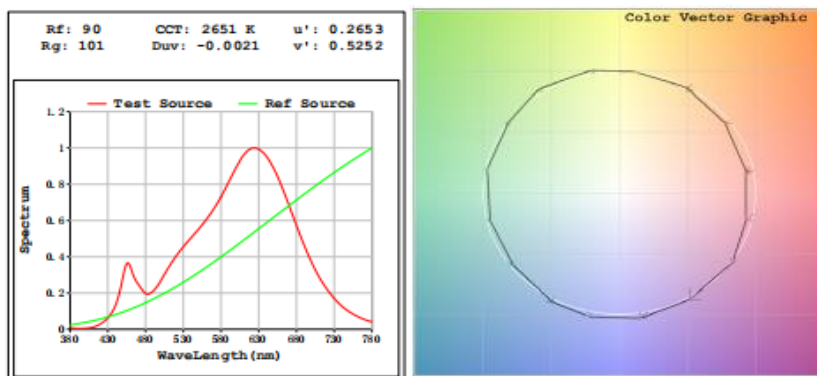 Rf: 90 CCT: 2651 K u': 0.2653
Rg: 101 Duv: -0.0021 v': 0.5252
Test Source Ref Source
1.2
1
0.8
0.6
0.4
0.2
0
Spectrum
380 430 480 530 580 630 680 730 780
WaveLength(nm)
Color Vector Graphic